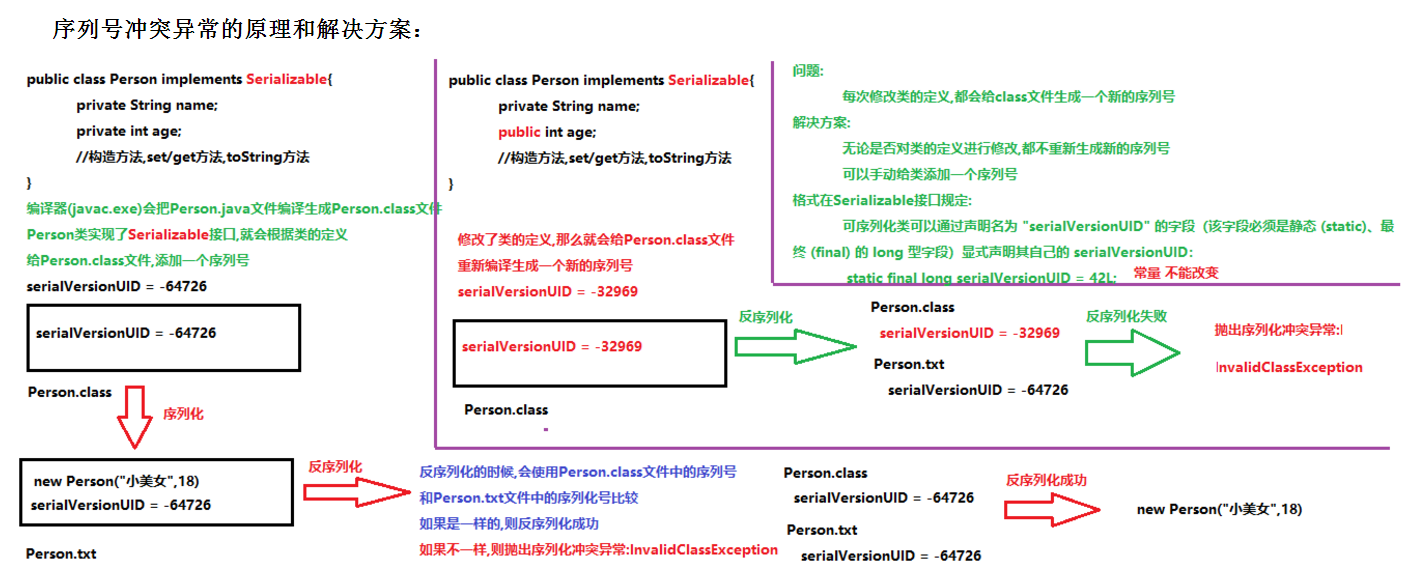 序列号冲突异常的原理和解决方案：
public class Person implements Serializable{
private String name;
private int age;
//构造方法,set/get方法,toString方法
}
编译器(javac.exe)会把Person.java文件编译生成Person.class文件
Person类实现了Serializable接口,就会根据类的定义
给Person.class文件,添加一个序列号
serialVersionUID = -64726
serialVersionUID = -64726
Person.class
序列化
new Person("小美女",18)
serialVersionUID = -64726
Person.txt
public class Person implements Serializable{
private String name;
public int age;
//构造方法,set/get方法,toString方法
}
修改了类的定义,那么就会给Person.class文件
重新编译生成一个新的序列号
serialVersionUID = -32969
serialVersionUID = -32969
Person.class
问题:
每次修改类的定义,都会给class文件生成一个新的序列号
解决方案:
无论是否对类的定义进行修改,都不重新生成新的序列号
可以手动给类添加一个序列号
格式在Serializable接口规定:
可序列化类可以通过声明名为 "serialVersionUID" 的字段（该字段必须是静态 (static)、最
终 (final) 的 long 型字段）显式声明其自己的 serialVersionUID:
static final long serialVersionUID = 42L; 常量 不能改变
反序列化
Person.class
serialVersionUID = -32969
Person.txt
serialVersionUID = -64726
反序列化失败
抛出序列化冲突异常:I
nvalidClassException
反序列化
反序列化的时候,会使用Person.class文件中的序列号
和Person.txt文件中的序列化号比较
如果是一样的,则反序列化成功
如果不一样,则抛出序列化冲突异常:InvalidClassException
Person.class
serialVersionUID = -64726
Person.txt
serialVersionUID = -64726
反序列化成功
new Person("小美女",18)